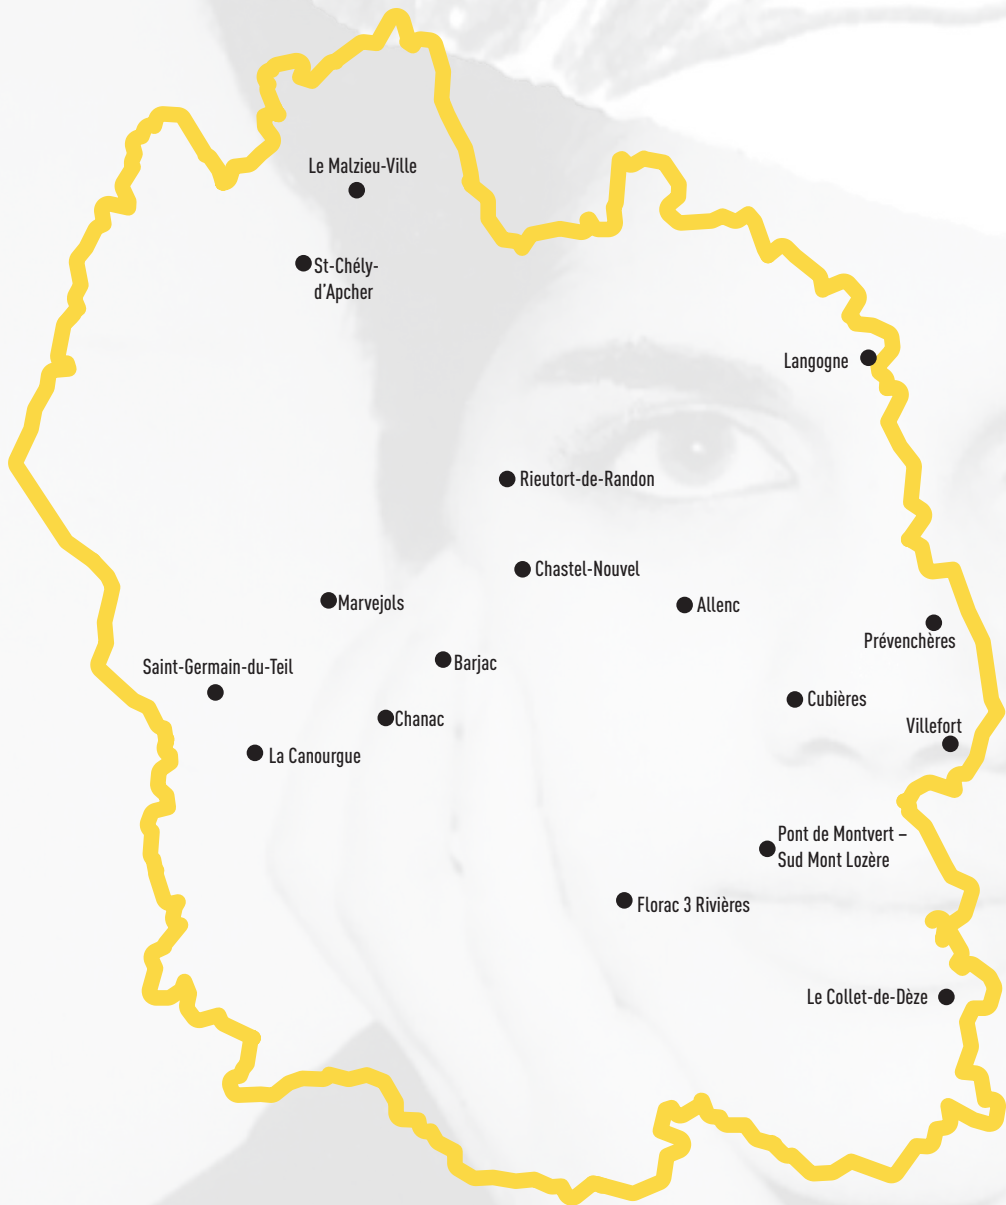 Le Malzieu-Ville
St-Chély-
d'Apcher
Langogne
Rieutort-de-Randon
Chastel-Nouvel
Marvejols
Allenc
Prévenchères
Barjac
Saint-Germain-du-Teil
Cubières
Chanac
Villefort
La Canourgue
Pont de Montvert –
Sud Mont Lozère
Florac 3 Rivières
Le Collet-de-Dèze